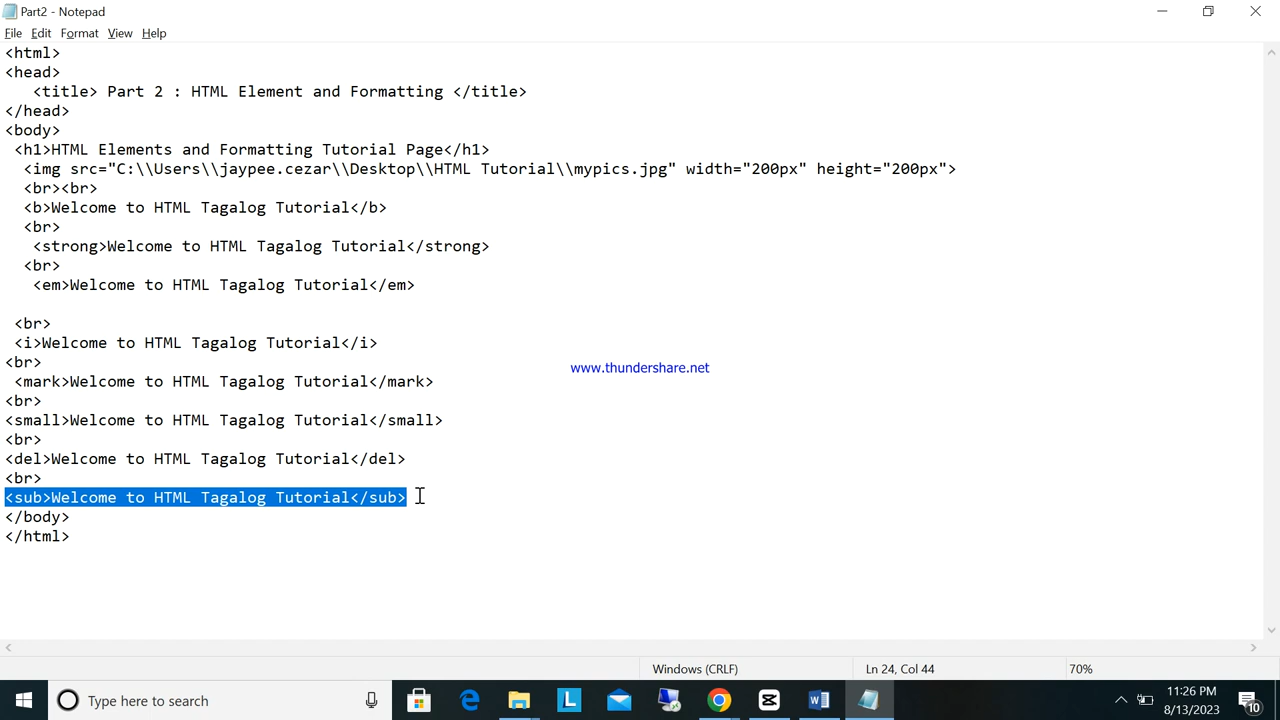 Part2 - Notepad
File Edit Format View Help
<html>
<head>
<title> Part 2 : HTML Element and Formatting </title>
</head>
<body>
<h1>HTML Elements and Formatting Tutorial Page</h1>
<img src="C:\\Users\\jaypee.cezar\\Desktop\\HTML Tutorial\\mypics.jpg" width="200px" height="200px">
<br><br>
<b>Welcome to HTML Tagalog Tutorial</b>
<br>
<strong>Welcome to HTML Tagalog Tutorial</strong>
<br>
<em>Welcome to HTML Tagalog Tutorial</em>
<br>
<i>Welcome to HTML Tagalog Tutorial</i>
<br>
www.thundershare.net
<mark>Welcome to HTML Tagalog Tutorial</mark>
<br>
<small>Welcome to HTML Tagalog Tutorial</small>
<br>
<del>Welcome to HTML Tagalog Tutorial</del>
<br>
<sub>Welcome to HTML Tagalog Tutorial</sub>
</body>
</html>
Windows (CRLF) Ln 24, Col 44 70%
Type here to search
11:26 PM
8/13/2023
10